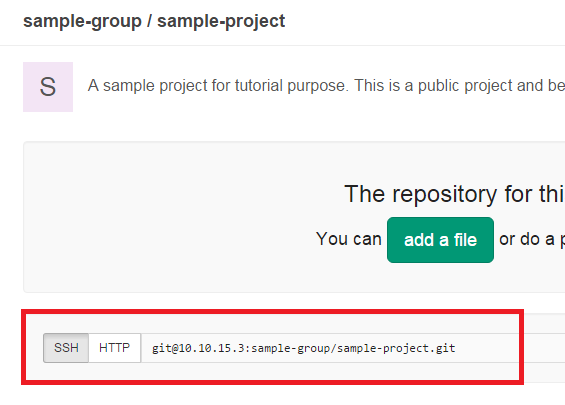 sample-group / sample-project
S
A sample project for tutorial purpose. This is a public project and be
The repository for thi
You can add a file or do a p
SSH HTTP git@10.10.15.3:sample-group/sample-project.git